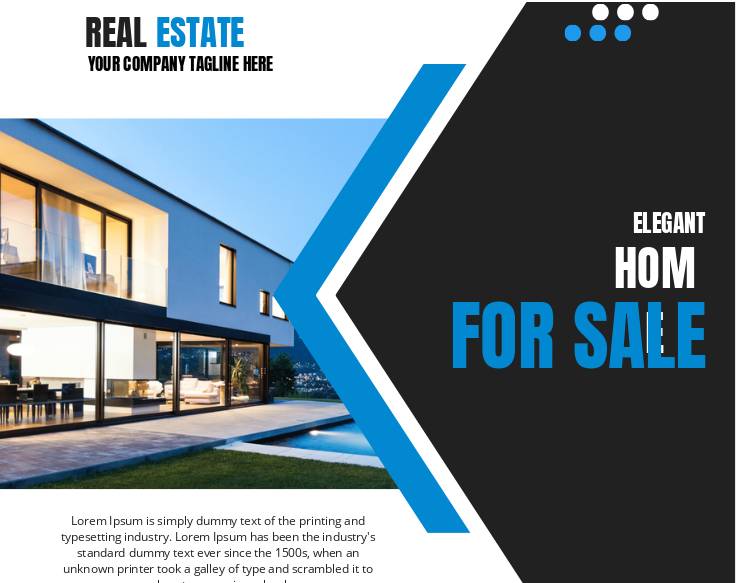 REAL ESTATE
YOUR COMPANY TAGLINE HERE
ELEGANT
HOM
E
FOR SALE
Lorem Ipsum is simply dummy text of the printing and
typesetting industry. Lorem Ipsum has been the industry's
standard dummy text ever since the 1500s, when an
unknown printer took a galley of type and scrambled it to